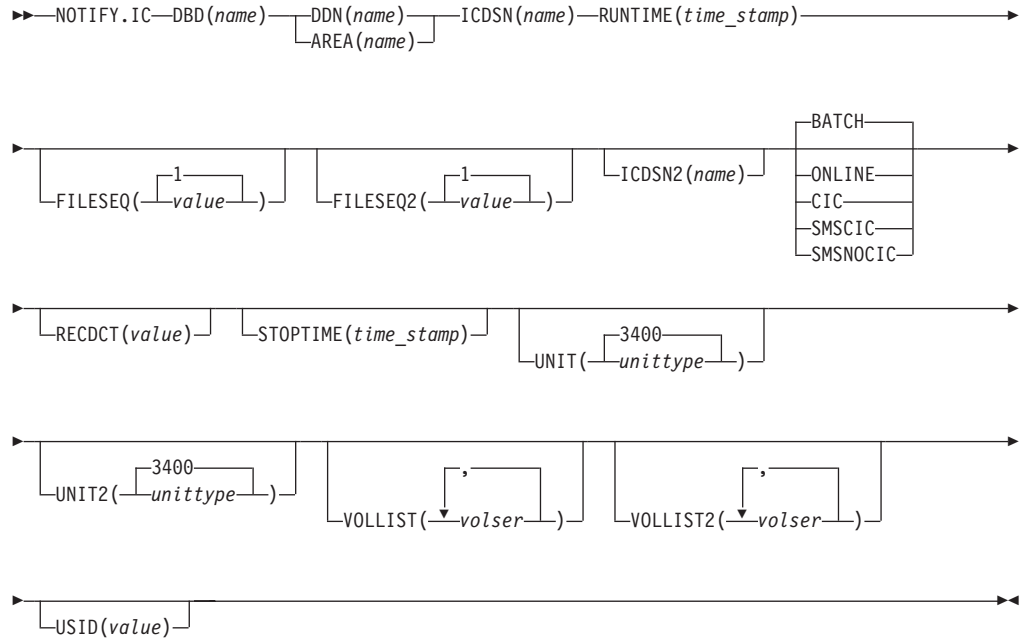 NOTIFY.IC DBD(name) DDN(name) ICDSN(name) RUNTIME(time_stamp)
AREA(name)
BATCH
1 1 ICDSN2(name) ONLINE
FILESEQ( value ) FILESEQ2( value ) CIC
SMSCIC
SMSNOCIC
RECDCT(value) STOPTIME(time_stamp) 3400
UNIT( unittype )
3400 , ,
UNIT2( unittype ) VOLLIST( volser ) VOLLIST2( volser )
USID(value)